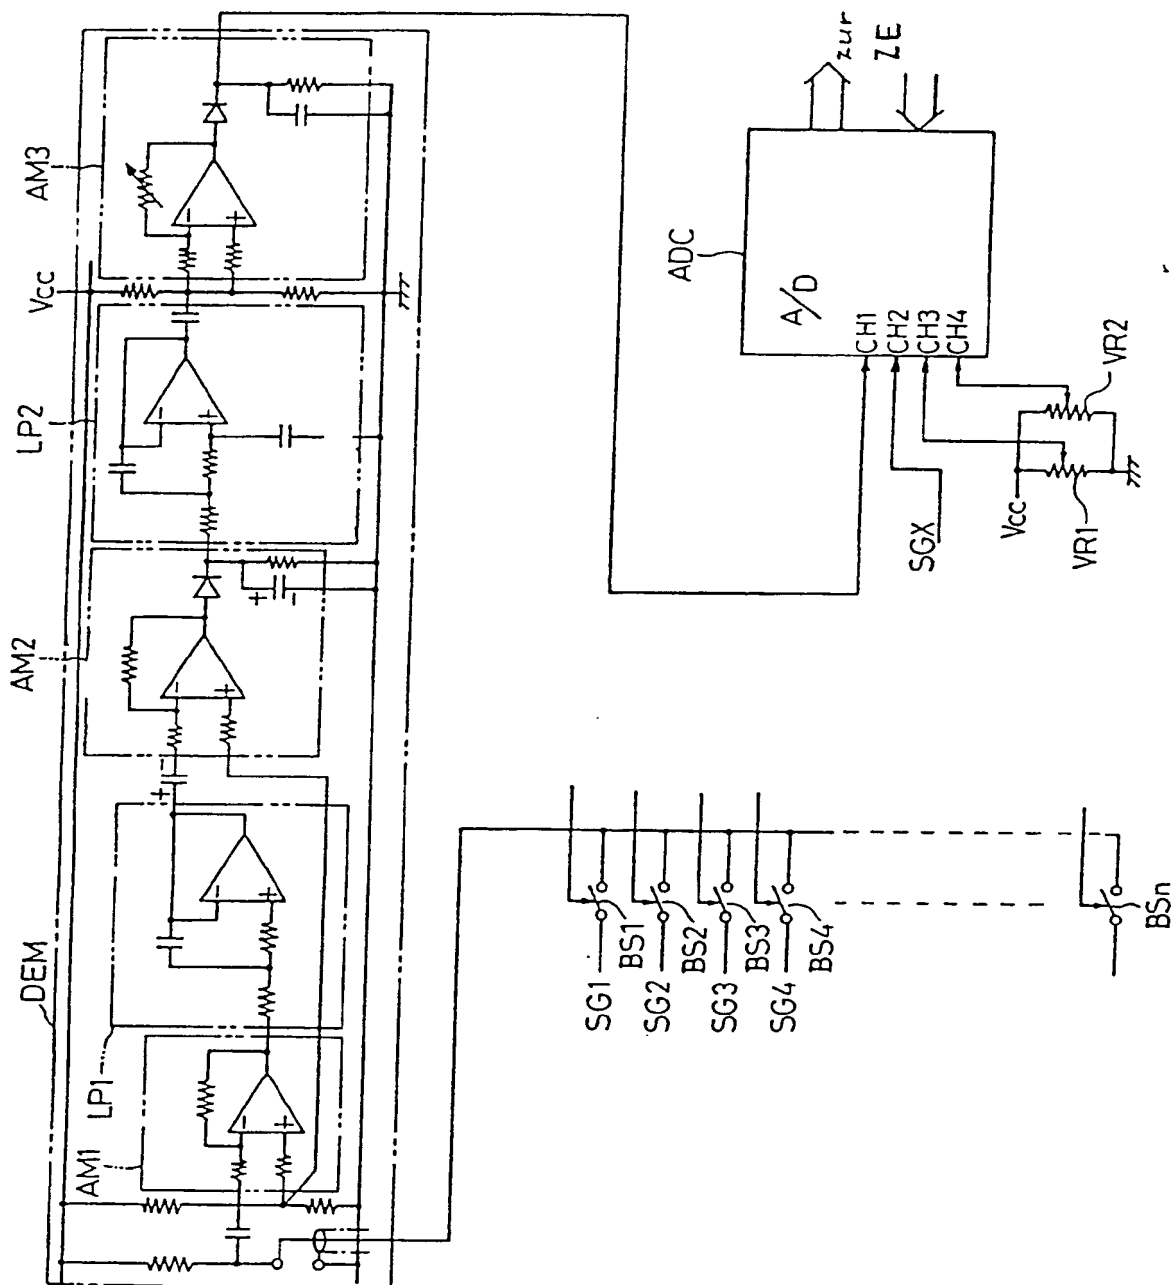 DEM
AM1
LP1
AM2
LP2
Vcc
AM3
+
−
+
−
ADC
A/D
CH1
CH2
CH3
CH4
zur
ZE
SGX
Vcc
VR1
VR2
SG1
BS1
SG2
BS2
SG3
BS3
SG4
BS4
BSn